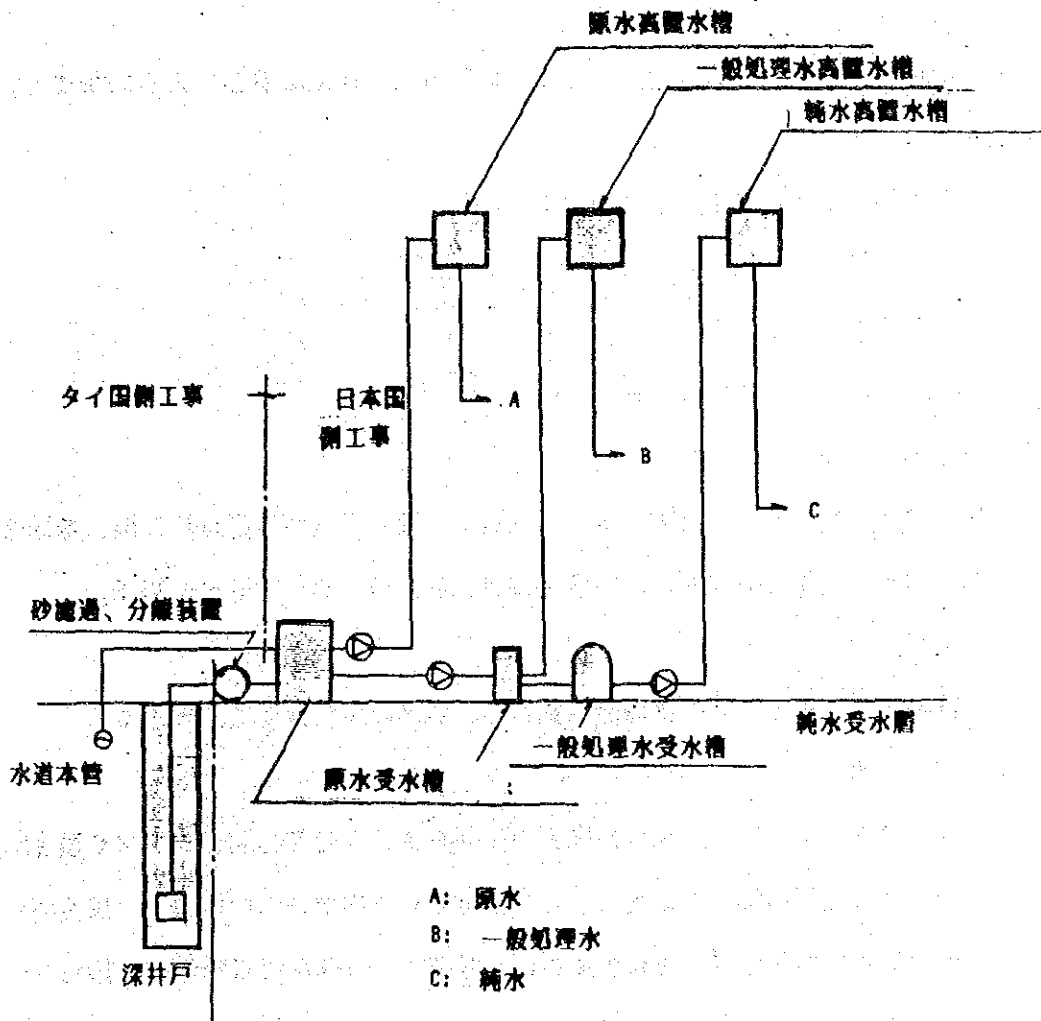 原水高置水槽
一般処理水高置水槽
純水高置水槽
タイ国側工事
日本国
側工事
A
B
C
砂濾過、分離装置
純水受水層
一般処理水受水槽
水道本管
原水受水槽
A: 原水
B: 一般処理水
C: 純水
深井戸